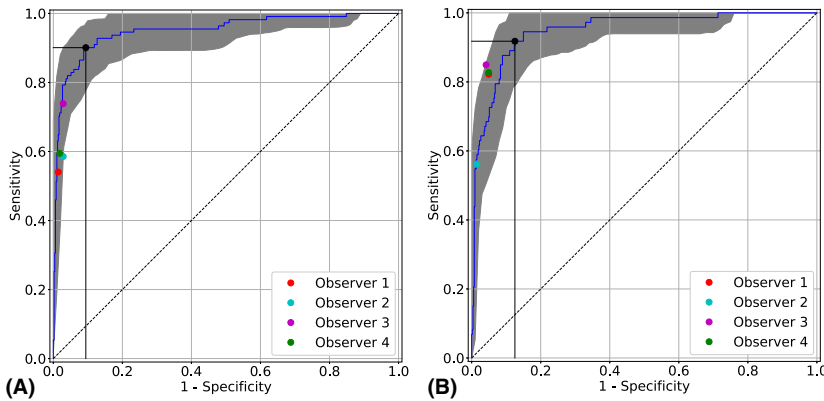 1.0
0.8
0.6
0.4
0.2
0.0
Sensitivity
Observer 1
Observer 2
Observer 3
Observer 4
0.0 0.2 0.4 0.6 0.8 1.0
1 - Specificity
(A)
1.0
0.8
0.6
0.4
0.2
0.0
Sensitivity
Observer 1
Observer 2
Observer 3
Observer 4
0.0 0.2 0.4 0.6 0.8 1.0
1 - Specificity
(B)